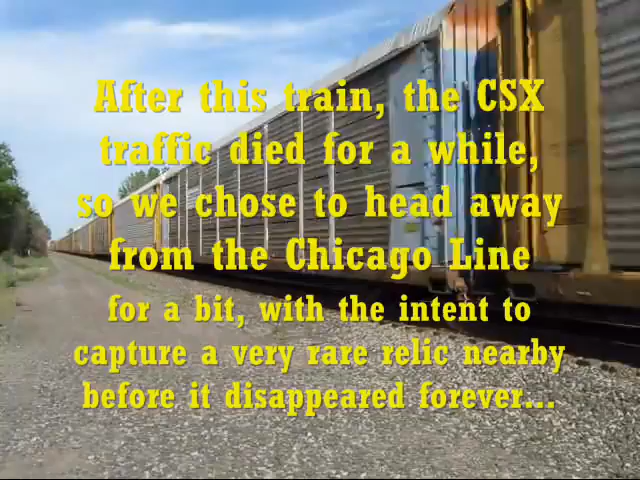 After this train, the CSX
traffic died for a while,
so we chose to head away
from the Chicago Line
for a bit, with the intent to
capture a very rare relic nearby
before it disappeared forever...